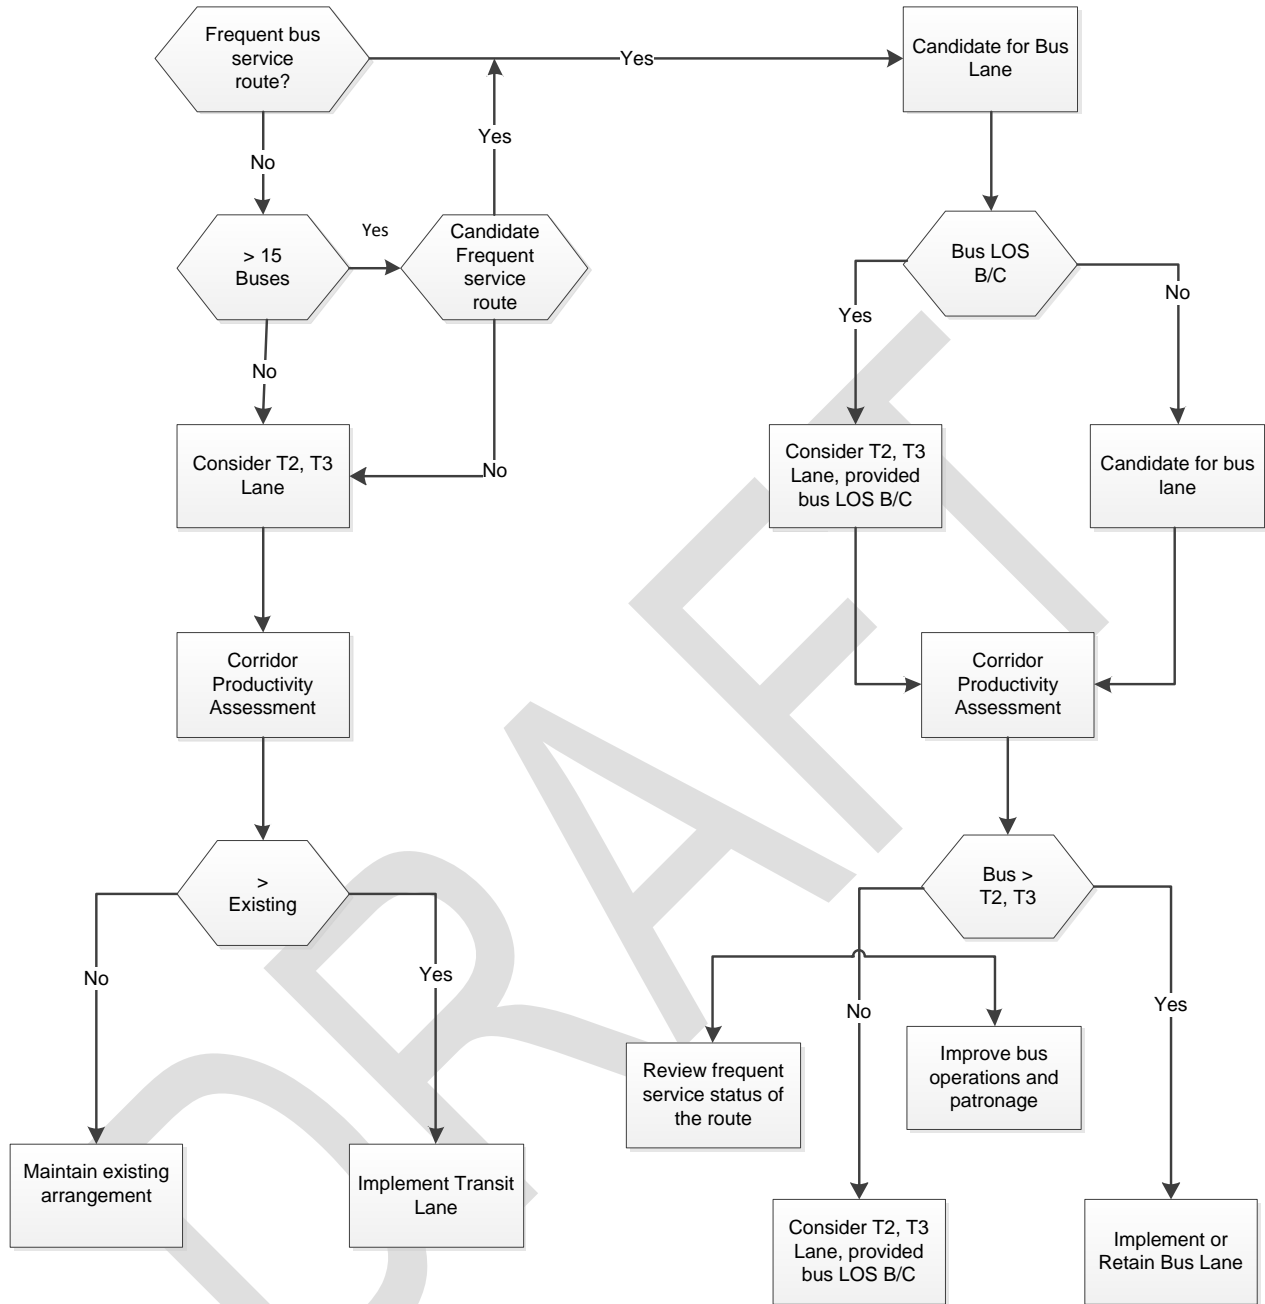 Frequent bus
service
route?
Yes
Candidate for Bus
Lane
No
Yes
> 15
Buses
Yes
Candidate
Frequent
service
route
Bus LOS
B/C
Yes
No
No
No
Consider T2, T3
Lane
Consider T2, T3
Lane, provided
bus LOS B/C
Candidate for bus
lane
Corridor
Productivity
Assessment
Corridor
Productivity
Assessment
>
Existing
Bus >
T2, T3
No
Yes
No
Yes
Review frequent
service status of
the route
Improve bus
operations and
patronage
Maintain existing
arrangement
Implement Transit
Lane
Consider T2, T3
Lane, provided
bus LOS B/C
Implement or
Retain Bus Lane
DRAFT